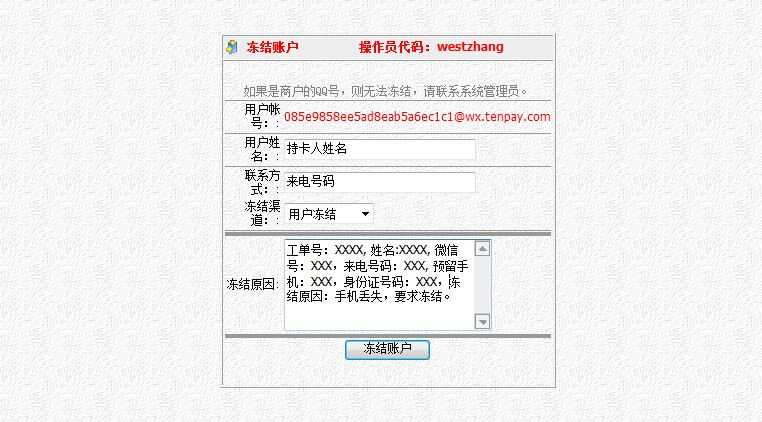 冻结账户 操作员代码：westzhang
如果是商户的QQ号，则无法冻结，请联系系统管理员。
用户帐
号：:
085e9858ee5ad8eab5a6ec1c1@wx.tenpay.com
用户姓
名：:
持卡人姓名
联系方
式：:
来电号码
冻结渠
道：:
用户冻结
冻结原因:
工单号：XXXX, 姓名:XXXX, 微信
号：XXX，来电号码：XXX, 预留手
机：XXX，身份证号码：XXX，冻
结原因：手机丢失，要求冻结。
冻结账户